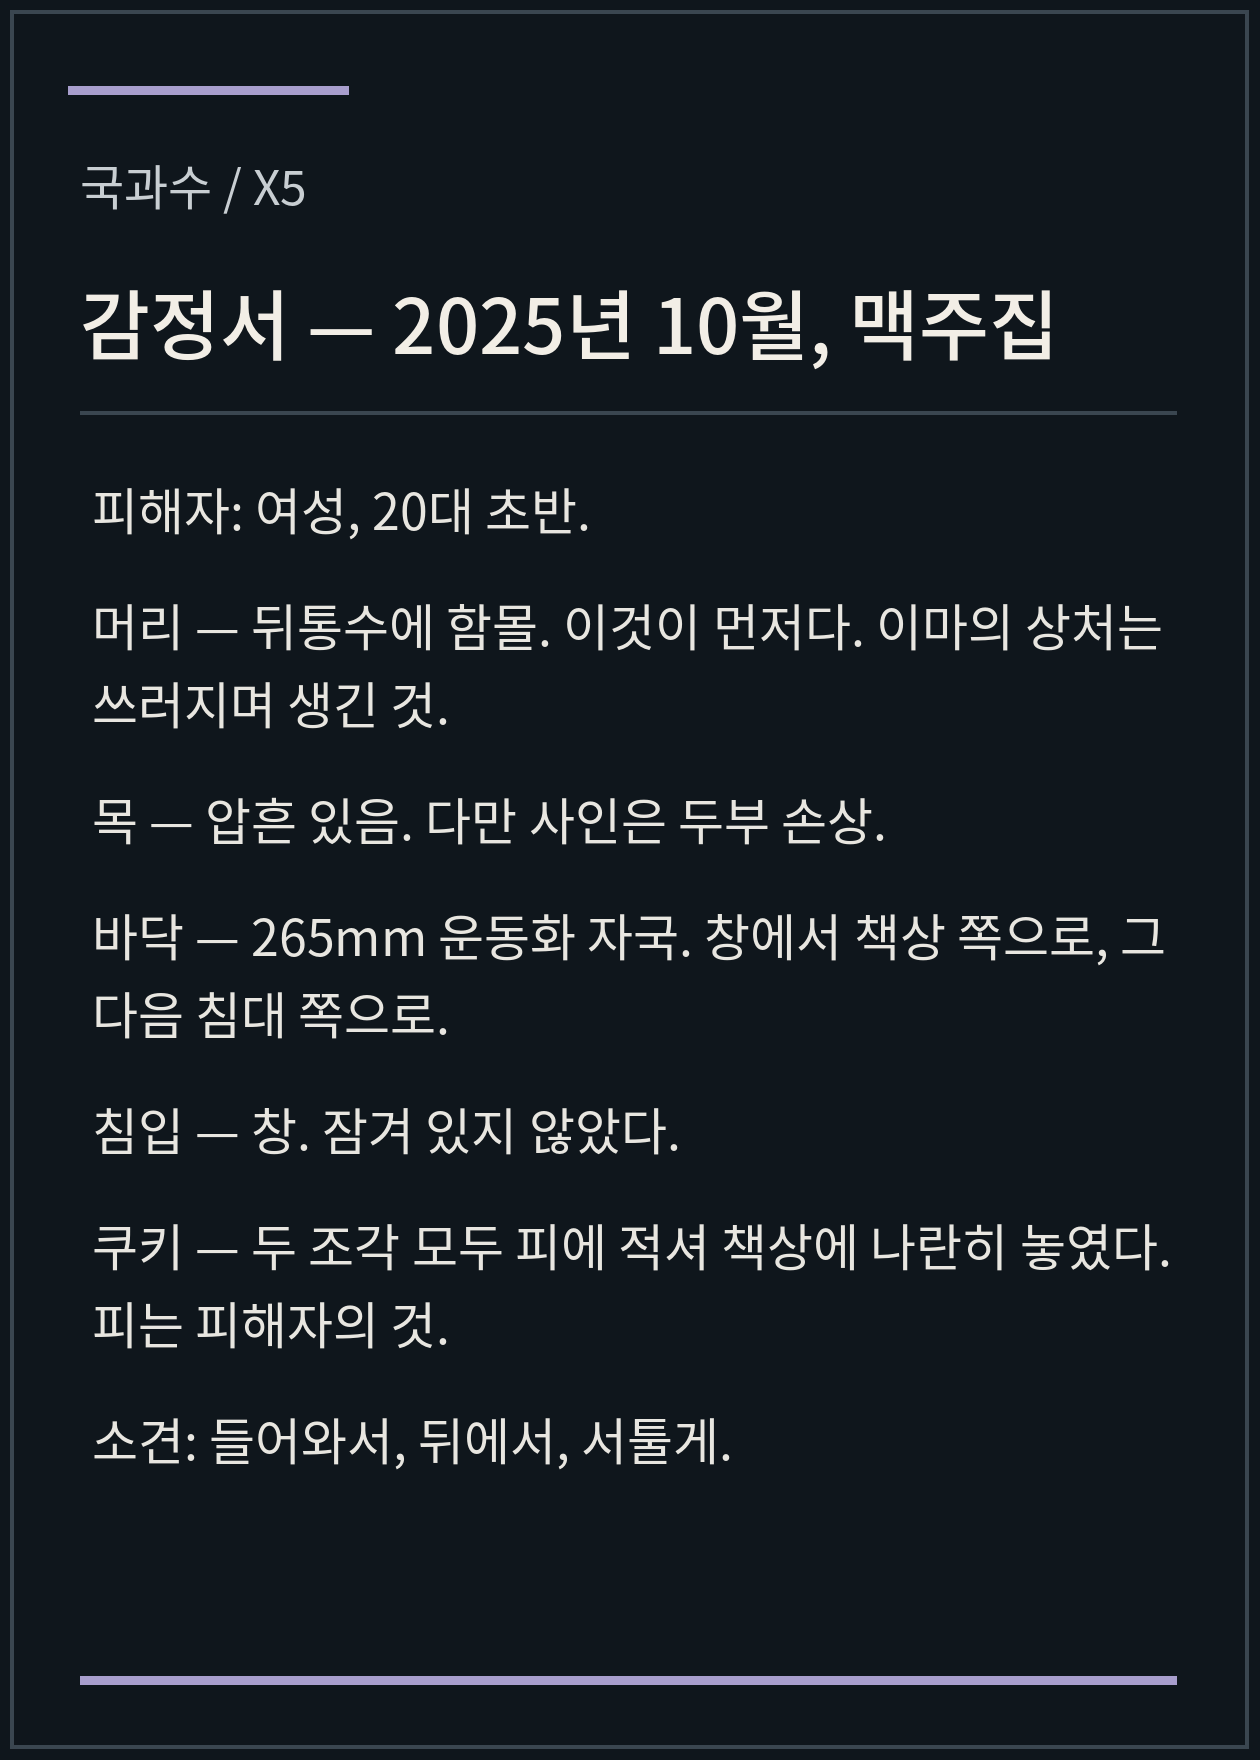 국과수 / X5
감정서 — 2025년 10월, 맥주집
피해자: 여성, 20대 초반.
머리 — 뒤통수에 함몰. 이것이 먼저다. 이마의 상처는
쓰러지며 생긴 것.
목 — 압흔 있음. 다만 사인은 두부 손상.
바닥 — 265mm 운동화 자국. 창에서 책상 쪽으로, 그
다음 침대 쪽으로.
침입 — 창. 잠겨 있지 않았다.
쿠키 — 두 조각 모두 피에 적셔 책상에 나란히 놓였다.
피는 피해자의 것.
소견: 들어와서, 뒤에서, 서툴게.